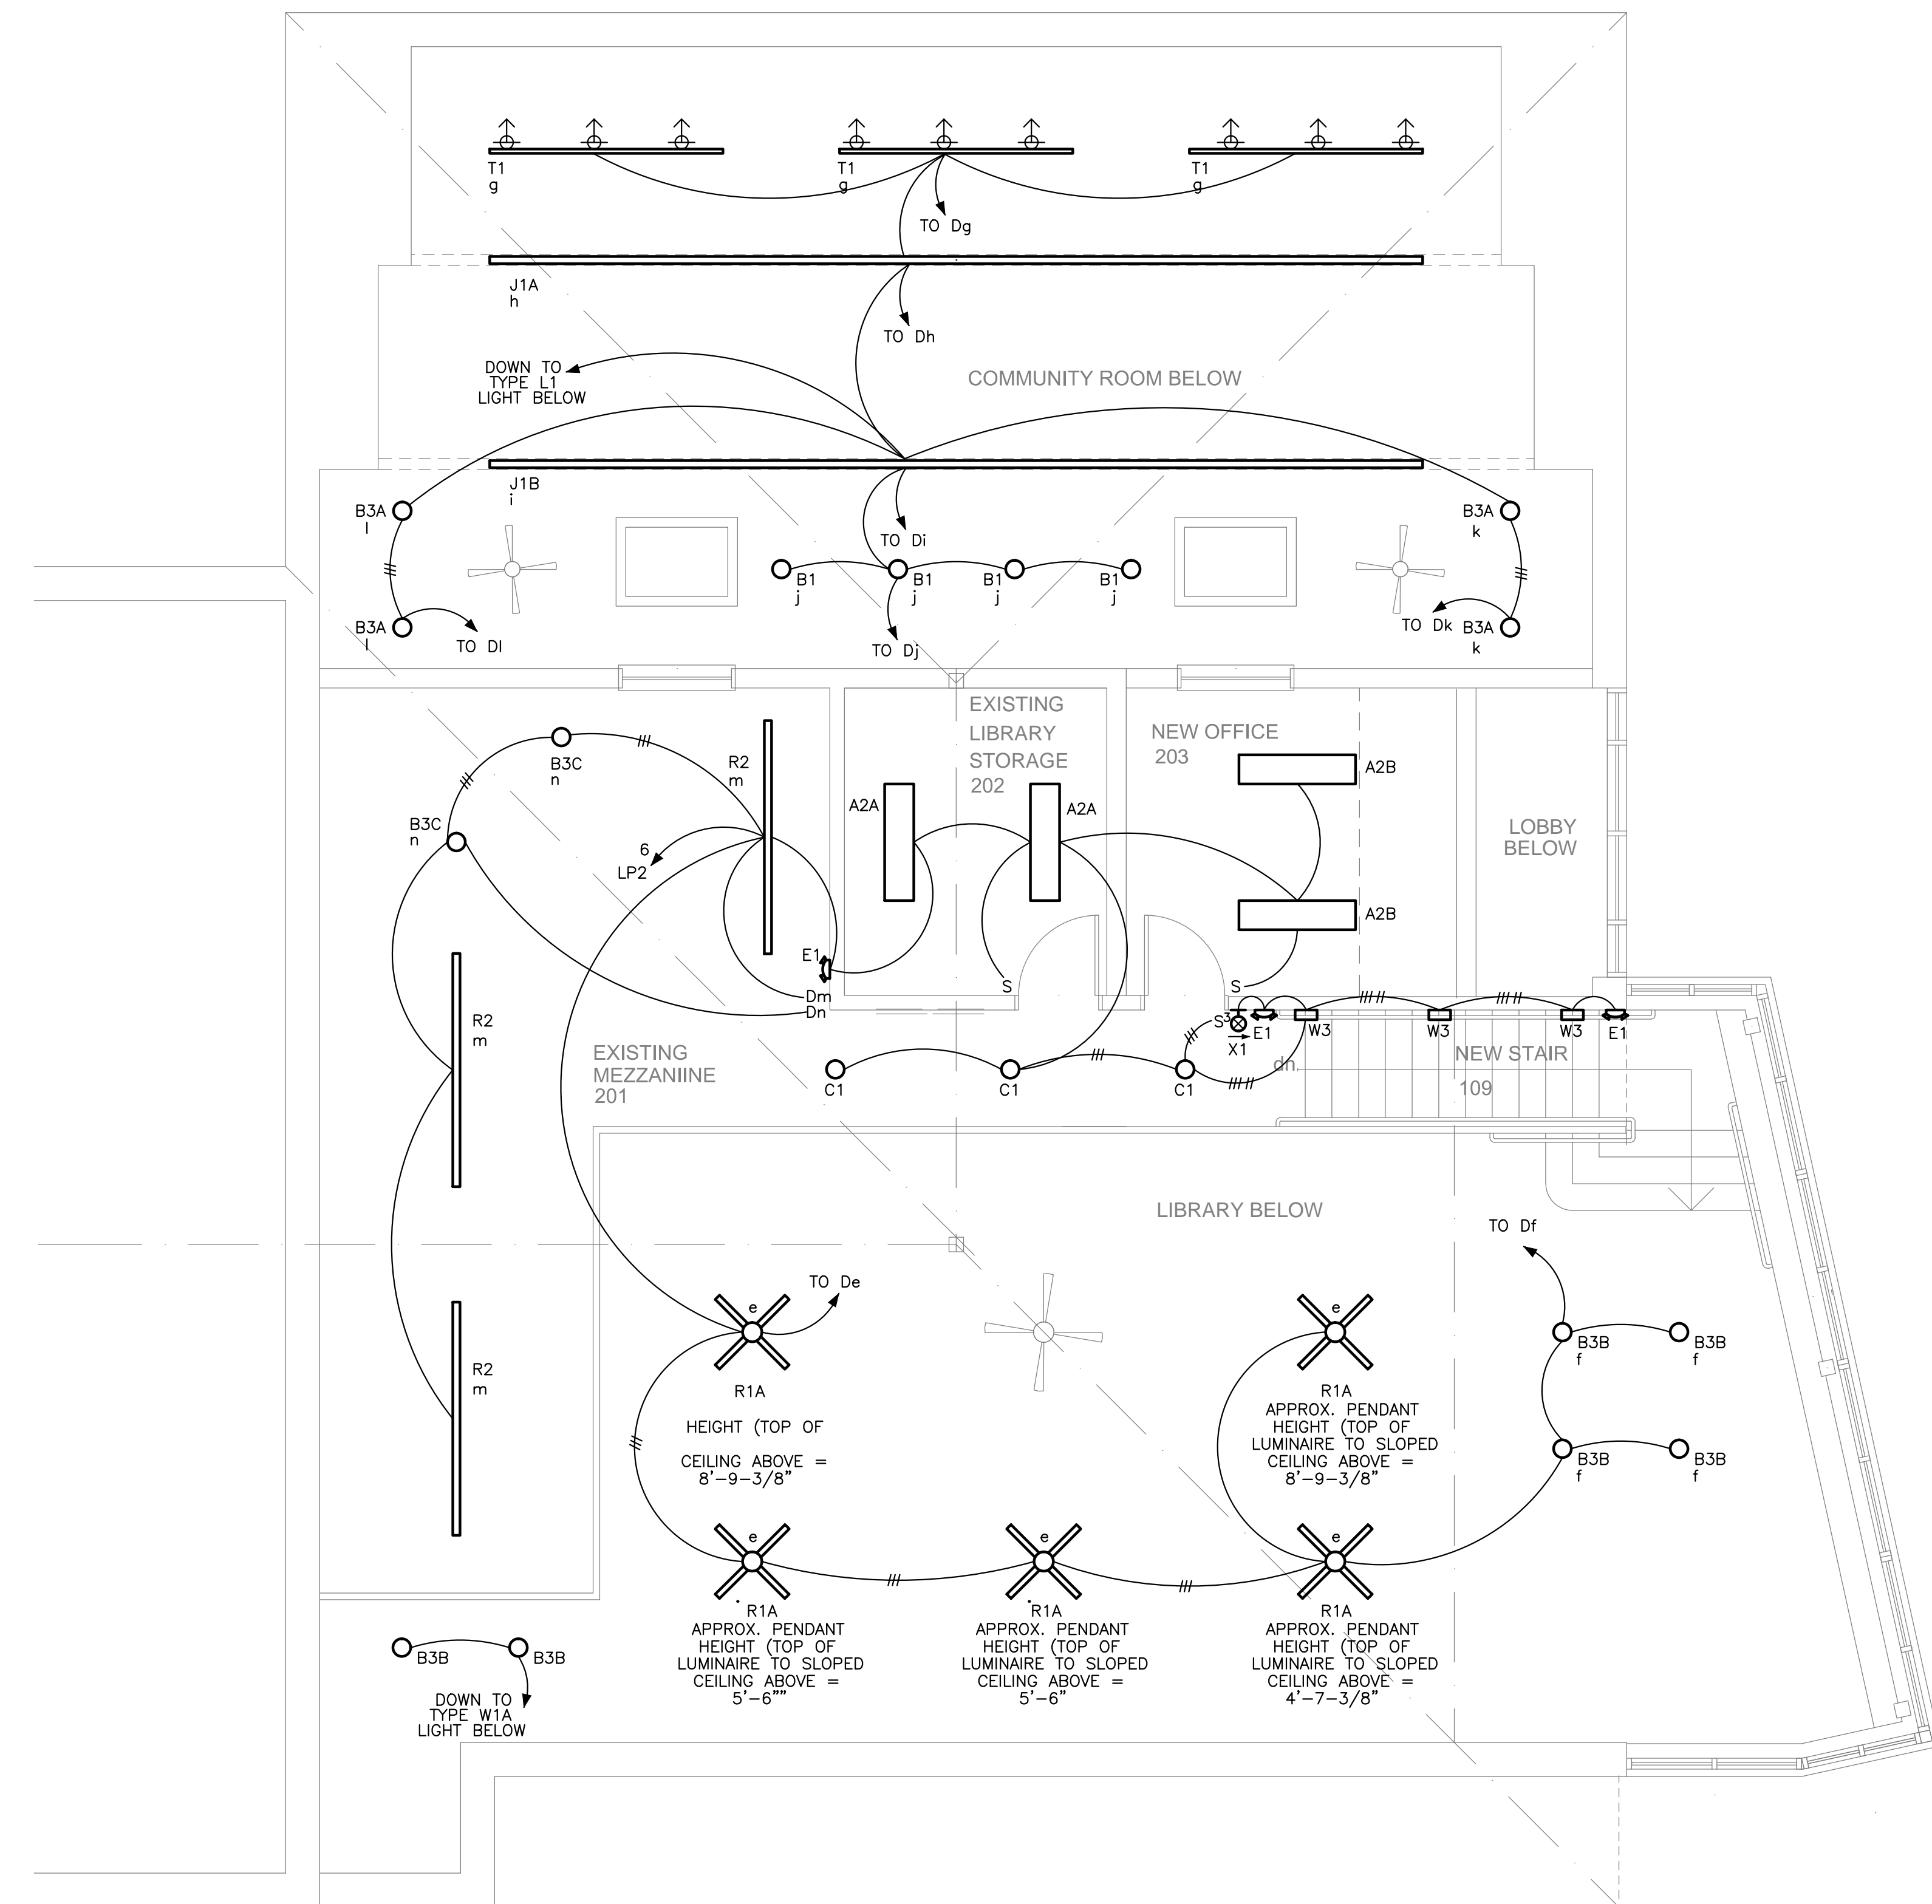 T1
g
T1
g
T1
g
TO Dg
J1A
h
TO Dh
DOWN TO
TYPE L1
LIGHT BELOW
COMMUNITY ROOM BELOW
J1B
i
B3A
l
B3A
k
TO Di
B1
j
B1
j
B1
j
B1
j
B3A
l
TO Dl
TO Dj
TO Dk
B3A
k
EXISTING
LIBRARY
STORAGE
202
NEW OFFICE
203
B3C
n
R2
m
A2B
A2A
A2A
B3C
n
LOBBY
BELOW
6
LP2
A2B
E1
S
S
Dm
Dn
R2
m
S3
X1
E1
W3
W3
W3
E1
EXISTING
MEZZANIINE
201
C1
C1
C1
dn.
NEW STAIR
109
LIBRARY BELOW
TO Df
TO De
e
e
B3B
f
B3B
f
R2
m
R1A
HEIGHT (TOP OF
CEILING ABOVE =
8'-9-3/8"
R1A
APPROX. PENDANT
HEIGHT (TOP OF
LUMINAIRE TO SLOPED
CEILING ABOVE =
8'-9-3/8"
B3B
f
B3B
f
e
e
e
R1A
APPROX. PENDANT
HEIGHT (TOP OF
LUMINAIRE TO SLOPED
CEILING ABOVE =
5'-6""
R1A
APPROX. PENDANT
HEIGHT (TOP OF
LUMINAIRE TO SLOPED
CEILING ABOVE =
5'-6"
R1A
APPROX. PENDANT
HEIGHT (TOP OF
LUMINAIRE TO SLOPED
CEILING ABOVE =
4'-7-3/8"
B3B
B3B
DOWN TO
TYPE W1A
LIGHT BELOW